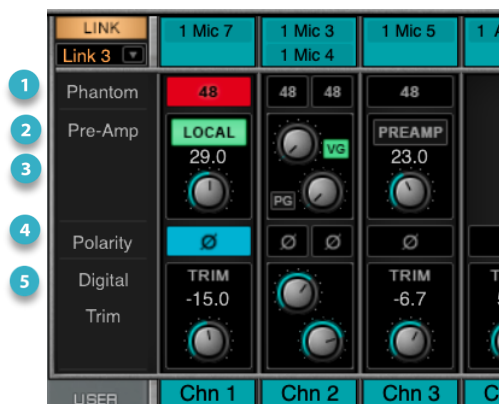 LINK
1 Mic 7
1 Mic 3
1 Mic 5
1 A
Link 3
1 Mic 4
1
Phantom
48
48
48
48
2
Pre-Amp
LOCAL
PREAMP
29.0
VG
23.0
3
PG
4
Polarity
Ø
Ø
Ø
Ø
5
Digital
TRIM
TRIM
-15.0
-6.7
Trim
USER
Chn 1
Chn 2
Chn 3
C